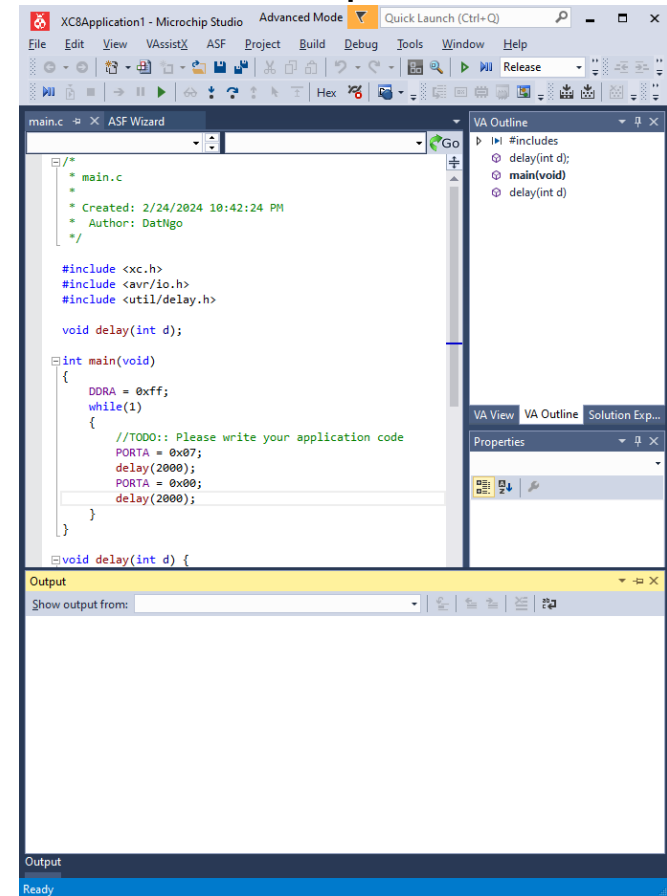 XC8Application1 - Microchip Studio Advanced Mode Quick Launch (Ctrl+Q)
File Edit View VAssistX ASF Project Build Debug Tools Window Help
Release
Hex
main.c ASF Wizard
Go
/*
 * main.c
 *
 * Created: 2/24/2024 10:42:24 PM
 *  Author: DatNgo
 */
#include <xc.h>
#include <avr/io.h>
#include <util/delay.h>
void delay(int d);
int main(void)
{
    DDRA = 0xff;
    while(1)
    {
        //TODO:: Please write your application code
        PORTA = 0x07;
        delay(2000);
        PORTA = 0x00;
        delay(2000);
    }
}
void delay(int d) {
VA Outline
#includes
delay(int d);
main(void)
delay(int d)
VA View VA Outline Solution Exp...
Properties
Output
Show output from:
Output
Ready